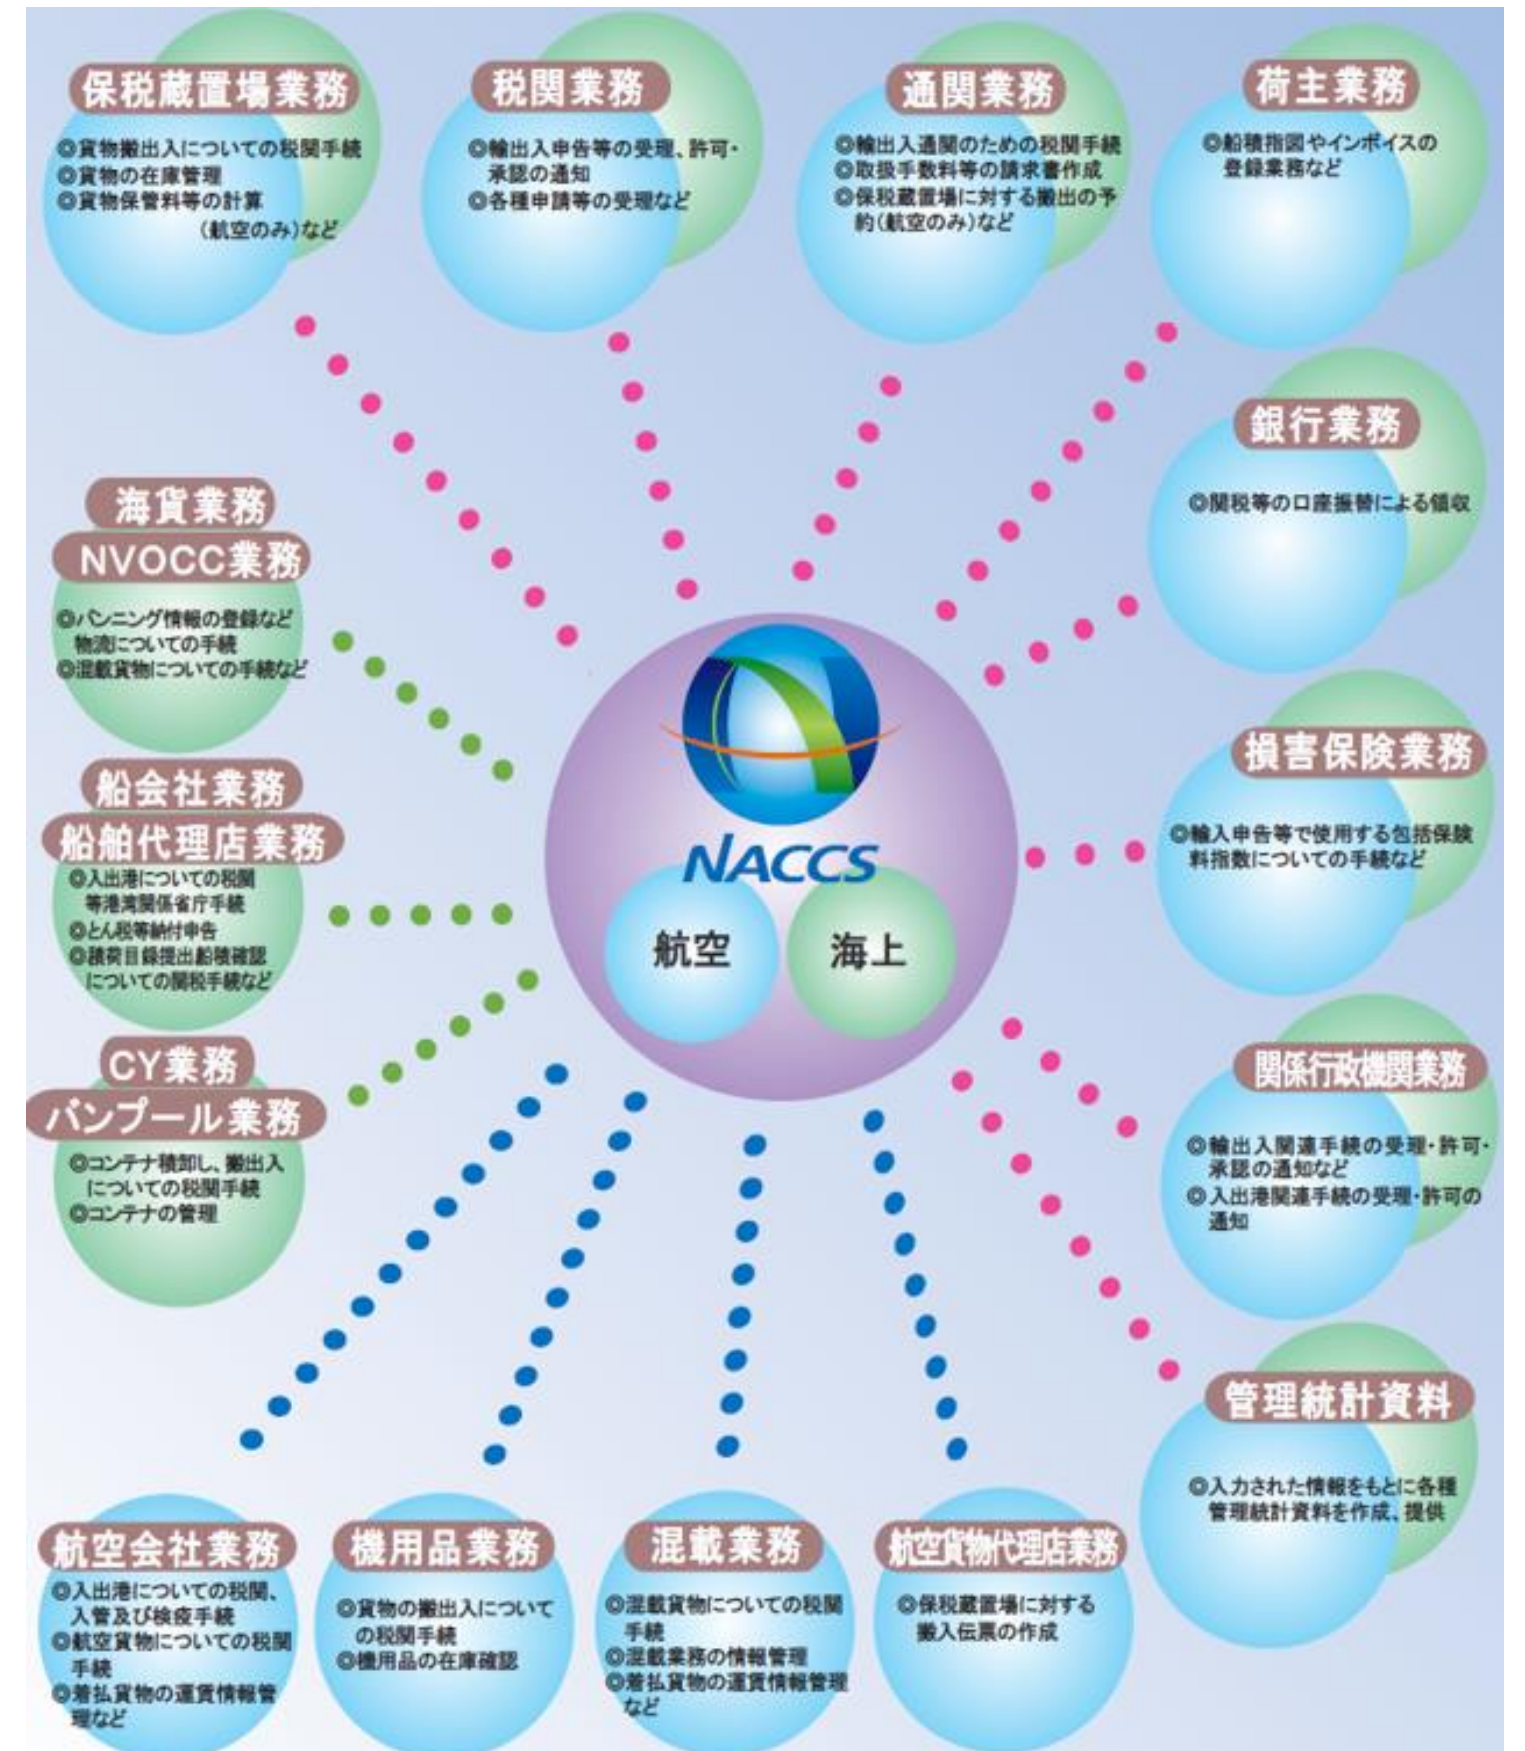 保税蔵置場業務
◎貨物搬出入についての税関手続
◎貨物の在庫管理
◎貨物保管料等の計算
(航空のみ)など
税関業務
◎輸出入申告等の受理、許可・
承認の通知
◎各種申請等の受理など
通関業務
◎輸出入通関のための税関手続
◎取扱手数料等の請求書作成
◎保税蔵置場に対する搬出の予
約(航空のみ)など
荷主業務
◎船積指図やインボイスの
登録業務など
銀行業務
◎関税等の口座振替による領収
海貨業務
NVOCC業務
◎バンニング情報の登録など
物流についての手続
◎混載貨物についての手続など
船会社業務
船舶代理店業務
◎入出港についての税関
等港湾関係省庁手続
◎とん税等納付申告
◎積荷目録提出船積確認
についての関税手続など
CY業務
バンプール業務
◎コンテナ積卸し、搬出入
についての税関手続
◎コンテナの管理
NACCS
航空
海上
損害保険業務
◎輸入申告等で使用する包括保険
料指数についての手続など
関係行政機関業務
◎輸出入関連手続の受理・許可・
承認の通知など
◎入出港関連手続の受理・許可の
通知
管理統計資料
◎入力された情報をもとに各種
管理統計資料を作成、提供
航空会社業務
◎入出港についての税関、
入管及び検疫手続
◎航空貨物についての税関
手続
◎着払貨物の運賃情報管
理など
機用品業務
◎貨物の搬出入について
の税関手続
◎機用品の在庫確認
混載業務
◎混載貨物についての税関
手続
◎混載業務の情報管理
◎着払貨物の運賃情報管理
など
航空貨物代理店業務
◎保税蔵置場に対する
搬入伝票の作成